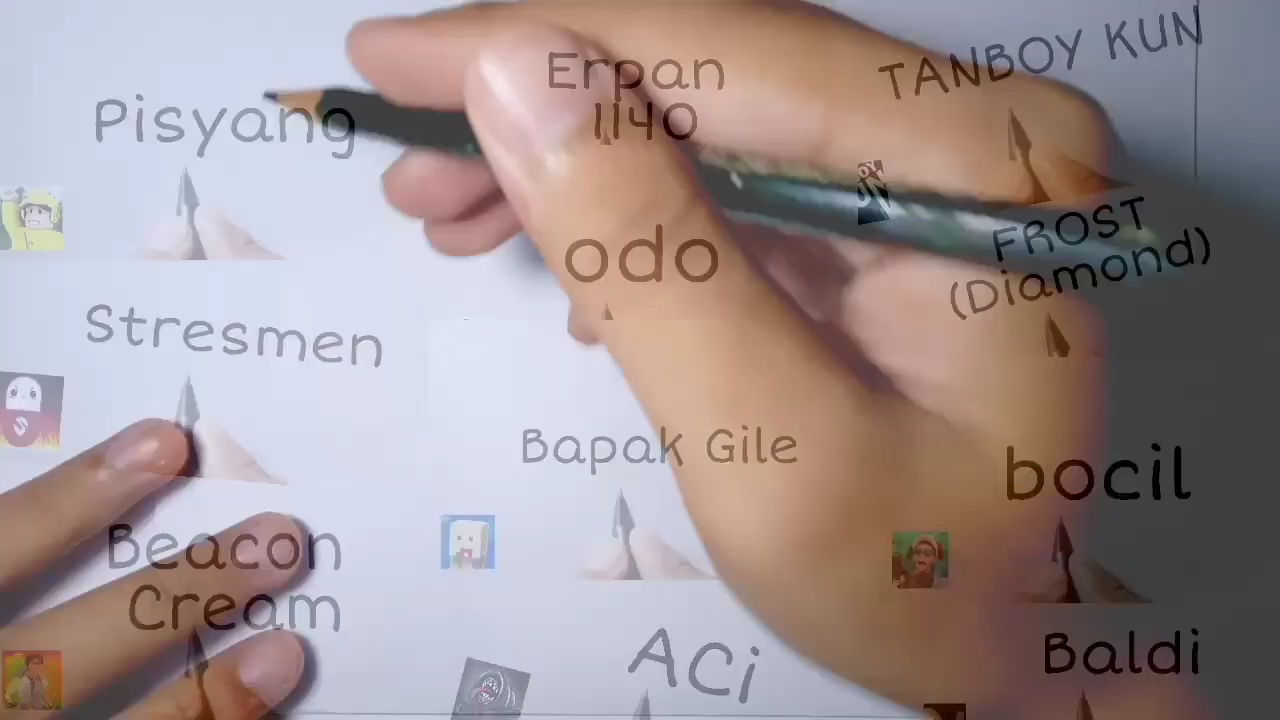 Pisyang
Stresmen
Beacon
Cream
Erpan
1140
odo
Bapak Gile
ACi
TANBOY KUN
FROST
(Diamond)
bocil
Baldi